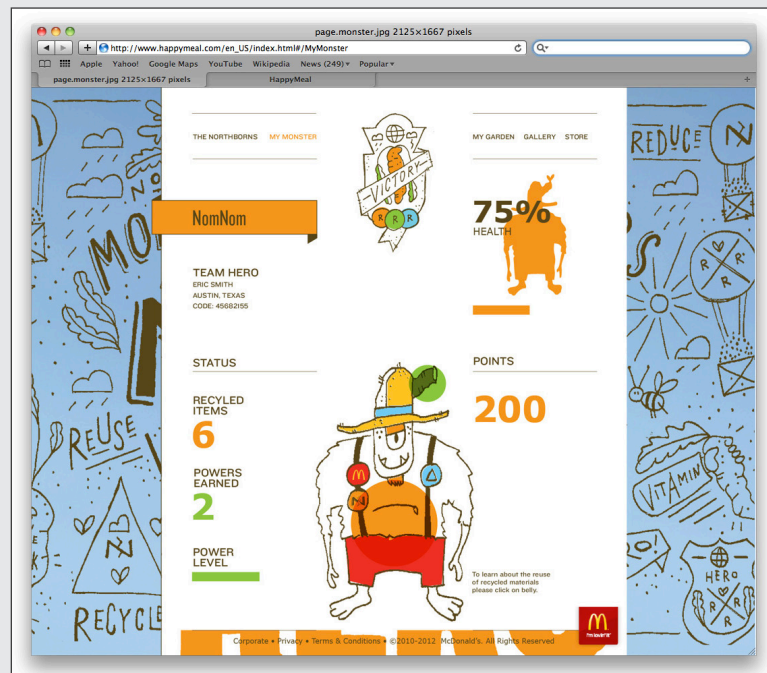 page.monster.jpg 2125×1667 pixels
http://www.happymeal.com/en_US/index.html#/MyMonster
Apple Yahoo! Google Maps YouTube Wikipedia News (249) Popular
page.monster.jpg 2125×1667 pixels HappyMeal
THE NORTHBORNS MY MONSTER
MY GARDEN GALLERY STORE
VICTORY
R R R
NomNom
75%
HEALTH
TEAM HERO
ERIC SMITH
AUSTIN, TEXAS
CODE: 45682155
STATUS
POINTS
RECYLED
ITEMS
6
200
POWERS
EARNED
2
POWER
LEVEL
To learn about the reuse
of recycled materials
please click on belly.
Corporate • Privacy • Terms & Conditions • ©2010-2012 McDonald's. All Rights Reserved
i'm lovin' it
REDUCE
N
R R
REUSE
VITAMIN
HERO
R R
RECYCLE